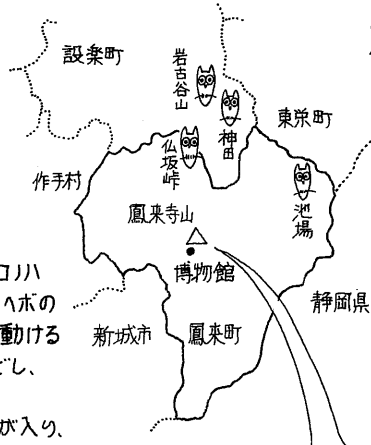 設楽町
岩古谷山
神田
東栄町
仏坂峠
作手村
池場
鳳来寺山
博物館
静岡県
新城市
鳳来町
コノハ
ヘボの
動ける
どし、
が入り、